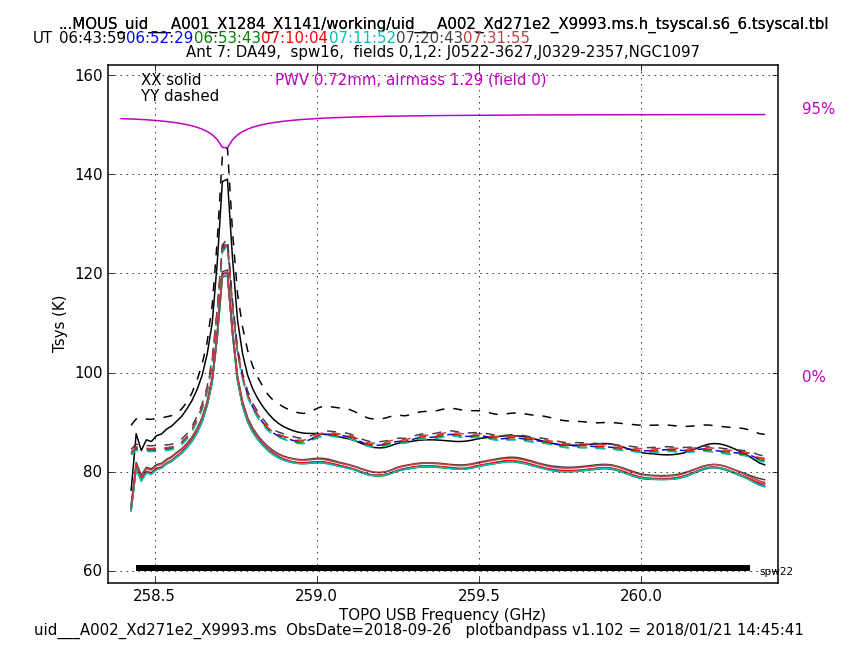 ...MOUS_uid___A001_X1284_X1141/working/uid___A002_Xd271e2_X9993.ms.h_tsyscal.s6_6.tsyscal.tbl
UT 06:43:59 06:52:29 06:53:43 07:10:04 07:11:52 07:20:43 07:31:55
Ant 7: DA49,  spw16,  fields 0,1,2: J0522-3627,J0329-2357,NGC1097
XX solid
YY dashed
PWV 0.72mm, airmass 1.29 (field 0)
95%
0%
Tsys (K)
160
140
120
100
80
60
spw22
258.5 259.0 259.5 260.0
TOPO USB Frequency (GHz)
uid___A002_Xd271e2_X9993.ms  ObsDate=2018-09-26   plotbandpass v1.102 = 2018/01/21 14:45:41